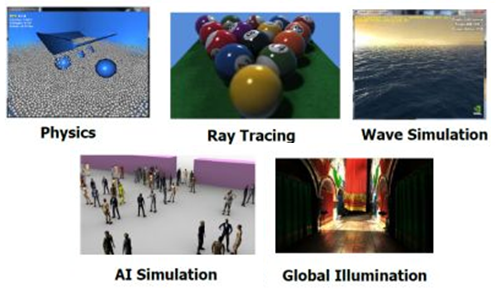 Physics
Ray Tracing
Wave Simulation
AI Simulation
Global Illumination